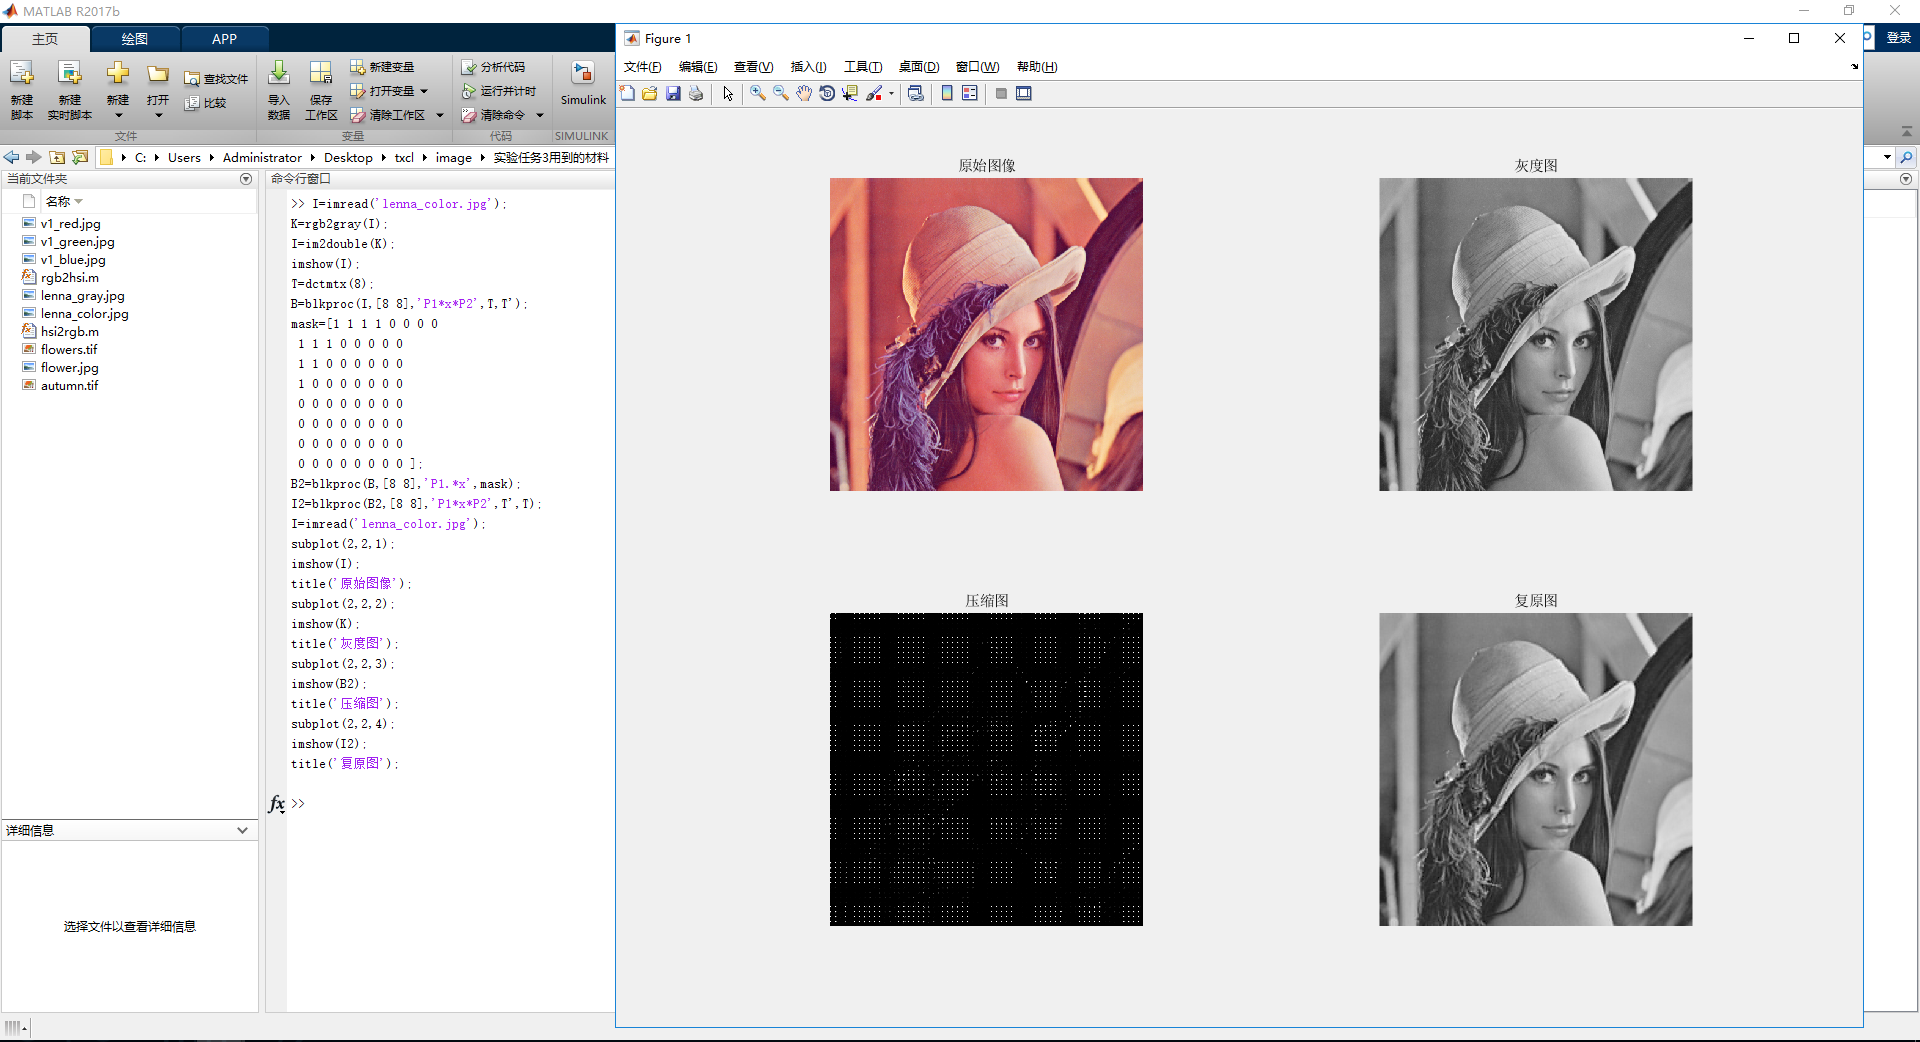 MATLAB R2017b
主页
绘图
APP
登录
新建
脚本
新建
实时脚本
新建
打开
查找文件
比较
文件
导入
数据
保存
工作区
新建变量
打开变量
清除工作区
变量
分析代码
运行并计时
清除命令
代码
Simulink
SIMULINK
C: Users Administrator Desktop txcl image 实验任务3用到的材料
当前文件夹
名称
v1_red.jpg
v1_green.jpg
v1_blue.jpg
rgb2hsi.m
lenna_gray.jpg
lenna_color.jpg
hsi2rgb.m
flowers.tif
flower.jpg
autumn.tif
详细信息
选择文件以查看详细信息
命令行窗口
>> I=imread('lenna_color.jpg');
K=rgb2gray(I);
I=im2double(K);
imshow(I);
T=dctmtx(8);
B=blkproc(I,[8 8],'P1*x*P2',T,T');
mask=[1 1 1 1 0 0 0 0
1 1 1 0 0 0 0 0
1 1 0 0 0 0 0 0
1 0 0 0 0 0 0 0
0 0 0 0 0 0 0 0
0 0 0 0 0 0 0 0
0 0 0 0 0 0 0 0
0 0 0 0 0 0 0 0 ];
B2=blkproc(B,[8 8],'P1.*x',mask);
I2=blkproc(B2,[8 8],'P1*x*P2',T',T);
I=imread('lenna_color.jpg');
subplot(2,2,1);
imshow(I);
title('原始图像');
subplot(2,2,2);
imshow(K);
title('灰度图');
subplot(2,2,3);
imshow(B2);
title('压缩图');
subplot(2,2,4);
imshow(I2);
title('复原图');
fx >>
Figure 1
文件(F) 编辑(E) 查看(V) 插入(I) 工具(T) 桌面(D) 窗口(W) 帮助(H)
原始图像
灰度图
压缩图
复原图